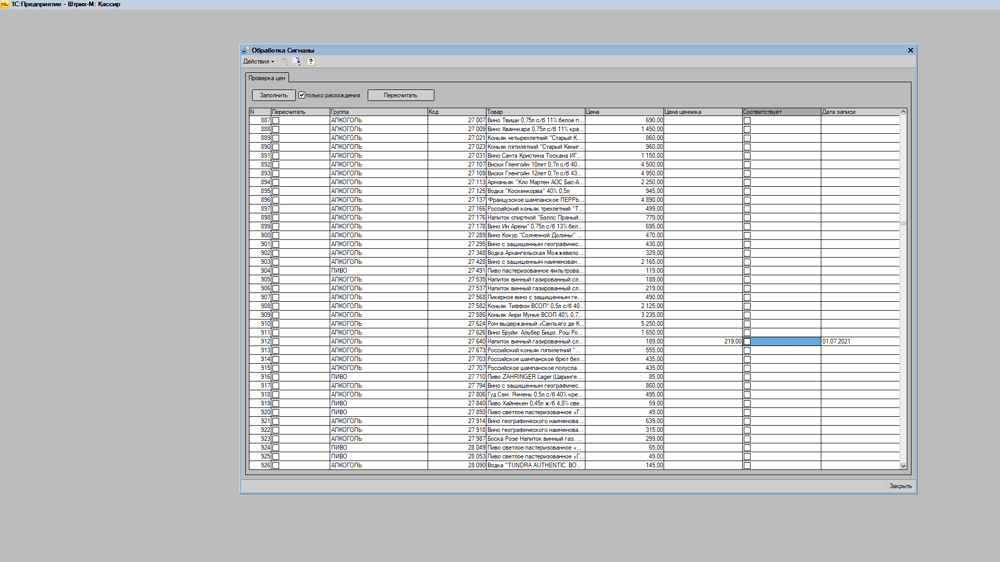 1С:Предприятие - Штрих-М: Кассир
Обработка Сигналы
Действия
Проверка цен
Заполнить только расхождения Пересчитать
N Пересчитать Группа Код Товар Цена Цена ценника Соответствует Дата записи
887 АЛКОГОЛЬ 27 007 Вино Твиши 0,75л с/б 11% белое п... 690,00
888 АЛКОГОЛЬ 27 009 Вино Хванчкара 0,75л с/б 11% кра... 1 450,00
889 АЛКОГОЛЬ 27 021 Коньяк четырехлетний "Старый К... 860,00
890 АЛКОГОЛЬ 27 023 Коньяк пятилетний "Старый Кениг... 960,00
891 АЛКОГОЛЬ 27 031 Вино Санта Кристина Тоскана ИГ... 1 150,00
892 АЛКОГОЛЬ 27 107 Виски Гленгойн 10лет 0,7л с/б 40... 4 500,00
893 АЛКОГОЛЬ 27 109 Виски Гленгойн 12лет 0,7л с/б 43... 4 950,00
894 АЛКОГОЛЬ 27 113 Арманьяк "Кло Мартен АОС Бас-А... 2 250,00
895 АЛКОГОЛЬ 27 125 Водка "Коскенкорва" 40% 0,5л 945,00
896 АЛКОГОЛЬ 27 137 Французское шампанское ПЕРРЬ... 4 890,00
897 АЛКОГОЛЬ 27 166 Российский коньяк трехлетний "Т... 499,00
898 АЛКОГОЛЬ 27 176 Напиток спиртной "Бэллс Пряный... 779,00
899 АЛКОГОЛЬ 27 178 Вино Ин Арени* 0,75л с/б 13% бел... 695,00
900 АЛКОГОЛЬ 27 289 Вино Кокур "Солнечной Долины" ... 470,00
901 АЛКОГОЛЬ 27 295 Вино с защищенным географичес... 430,00
902 АЛКОГОЛЬ 27 348 Водка Архангельская Можжевело... 329,00
903 АЛКОГОЛЬ 27 428 Вино с защищенным наименован... 2 165,00
904 ПИВО 27 491 Пиво пастеризованное фильтрова... 119,00
905 АЛКОГОЛЬ 27 535 Напиток винный газированный сл... 189,00
906 АЛКОГОЛЬ 27 537 Напиток винный газированный сл... 219,00
907 АЛКОГОЛЬ 27 568 Ликерное вино с защищенным ге... 490,00
908 АЛКОГОЛЬ 27 582 Коньяк Тиффон ВСОП* 0,5л с/б 40... 2 125,00
909 АЛКОГОЛЬ 27 586 Коньяк Анри Мунье ВСОП 40% 0,7... 3 235,00
910 АЛКОГОЛЬ 27 624 Ром выдержанный «Сантьяго де К... 5 250,00
911 АЛКОГОЛЬ 27 626 Вино Бруйи. Альбер Бишо. Рош Ро... 1 650,00
912 АЛКОГОЛЬ 27 640 Напиток винный газированный сл... 189,00 219,00 01.07.2021
913 АЛКОГОЛЬ 27 673 Российский коньяк пятилетний "... 555,00
914 АЛКОГОЛЬ 27 703 Российское шампанское брют бел... 435,00
915 АЛКОГОЛЬ 27 707 Российское шампанское полусла... 435,00
916 ПИВО 27 710 Пиво ZAHRINGER Lager (Царинге... 85,00
917 АЛКОГОЛЬ 27 794 Вино с защищенным географичес... 860,00
918 АЛКОГОЛЬ 27 806 Гуд Сэм. Ячмень 0,5л с/б 40% кре... 495,00
919 ПИВО 27 840 Пиво Хайнекен 0,45л ж/б 4,8% све... 59,00
920 ПИВО 27 850 Пиво светлое пастеризованное «Г... 49,00
921 АЛКОГОЛЬ 27 914 Вино географического наименова... 639,00
922 АЛКОГОЛЬ 27 918 Вино географического наименова... 315,00
923 АЛКОГОЛЬ 27 987 Боска Розе Напиток винный газ. ... 299,00
924 ПИВО 28 049 Пиво светлое пастеризованное «... 65,00
925 ПИВО 28 053 Пиво светлое пастеризованное «Г... 49,00
926 АЛКОГОЛЬ 28 090 Водка "TUNDRA AUTHENTIC. ВО... 145,00
Закрыть